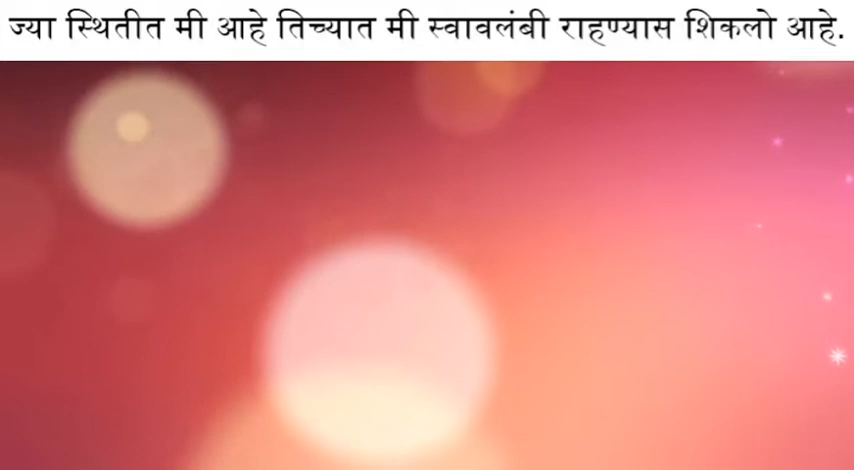 ज्या स्थितीत मी आहे तिच्यात मी स्वावलंबी राहण्यास शिकलो आहे.